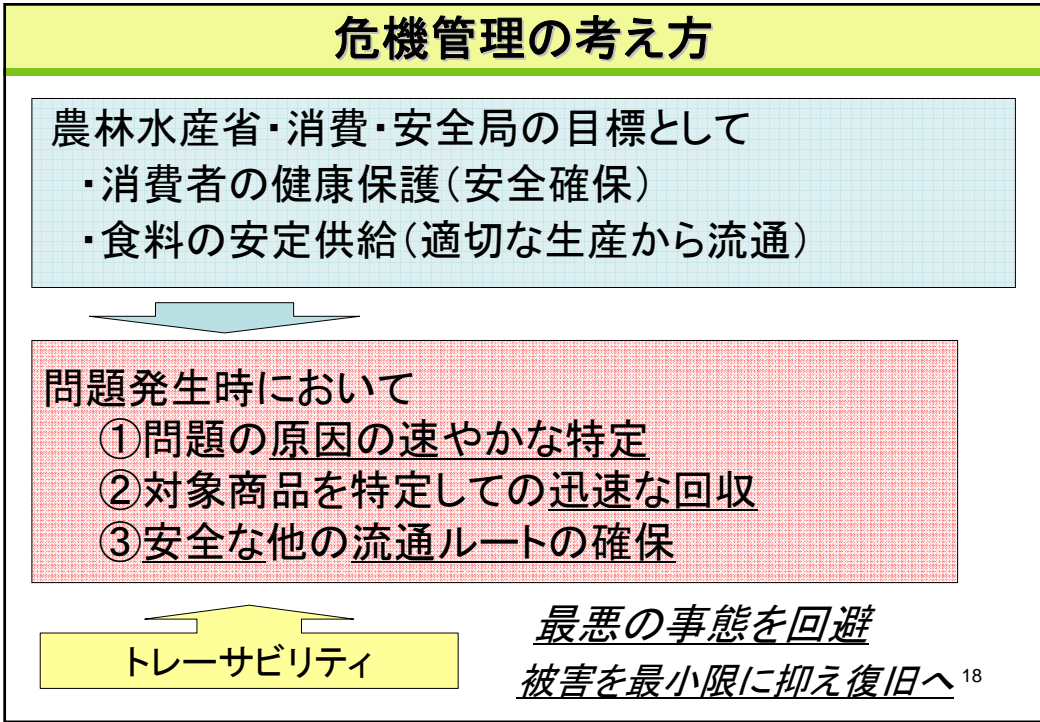 危機管理の考え方
農林水産省・消費・安全局の目標として
・消費者の健康保護(安全確保)
・食料の安定供給(適切な生産から流通)
問題発生時において
①問題の原因の速やかな特定
②対象商品を特定しての迅速な回収
③安全な他の流通ルートの確保
トレーサビリティ
最悪の事態を回避
被害を最小限に抑え復旧へ
18